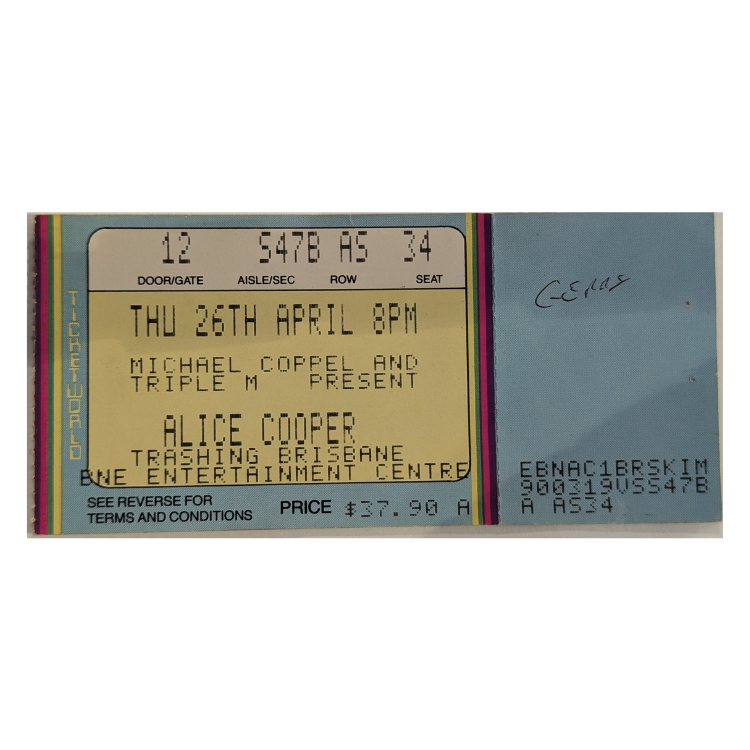 12 S47B AS 34
DOOR/GATE AISLE/SEC ROW SEAT
TICKETWORLD
THU 26TH APRIL 8PM
MICHAEL COPPEL AND
TRIPLE M PRESENT
ALICE COOPER
TRASHING BRISBANE
BNE ENTERTAINMENT CENTRE
SEE REVERSE FOR
TERMS AND CONDITIONS
PRICE $37.90 A
EBNAC1BRSKIM
900319VSS47B
A AS34